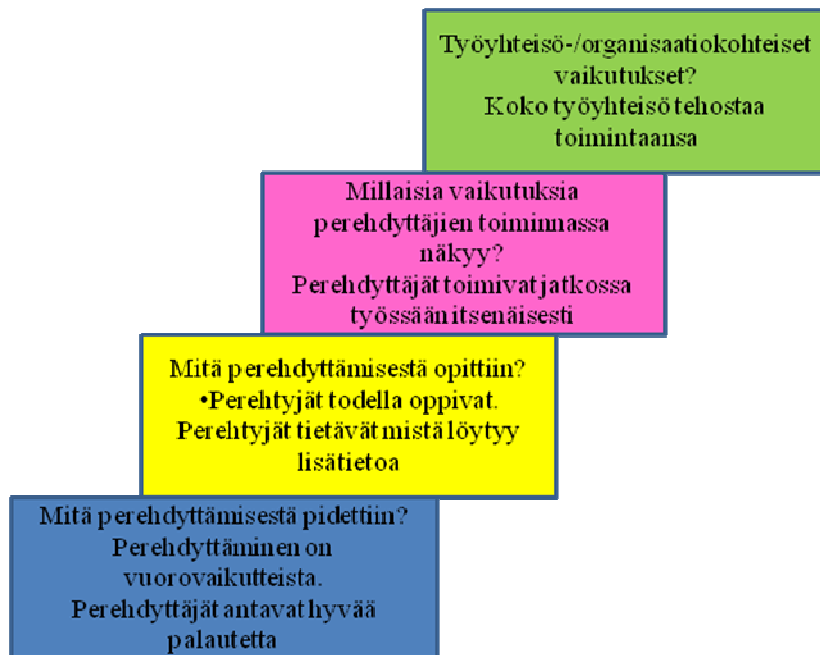 Työyhteisö-/organisaatiokohteiset
vaikutukset?
Koko työyhteisö tehostaa
toimintaansa
Millaisia vaikutuksia
perehdyttäjien toiminnassa
näkyy?
Perehdyttäjät toimivat jatkossa
työssään itsenäisesti
Mitä perehdyttämisestä opittiin?
•Perehtyjät todella oppivat.
Perehtyjät tietävät mistä löytyy
lisätietoa
Mitä perehdyttämisestä pidettiin?
Perehdyttäminen on
vuorovaikutteista.
Perehdyttäjät antavat hyvää
palautetta